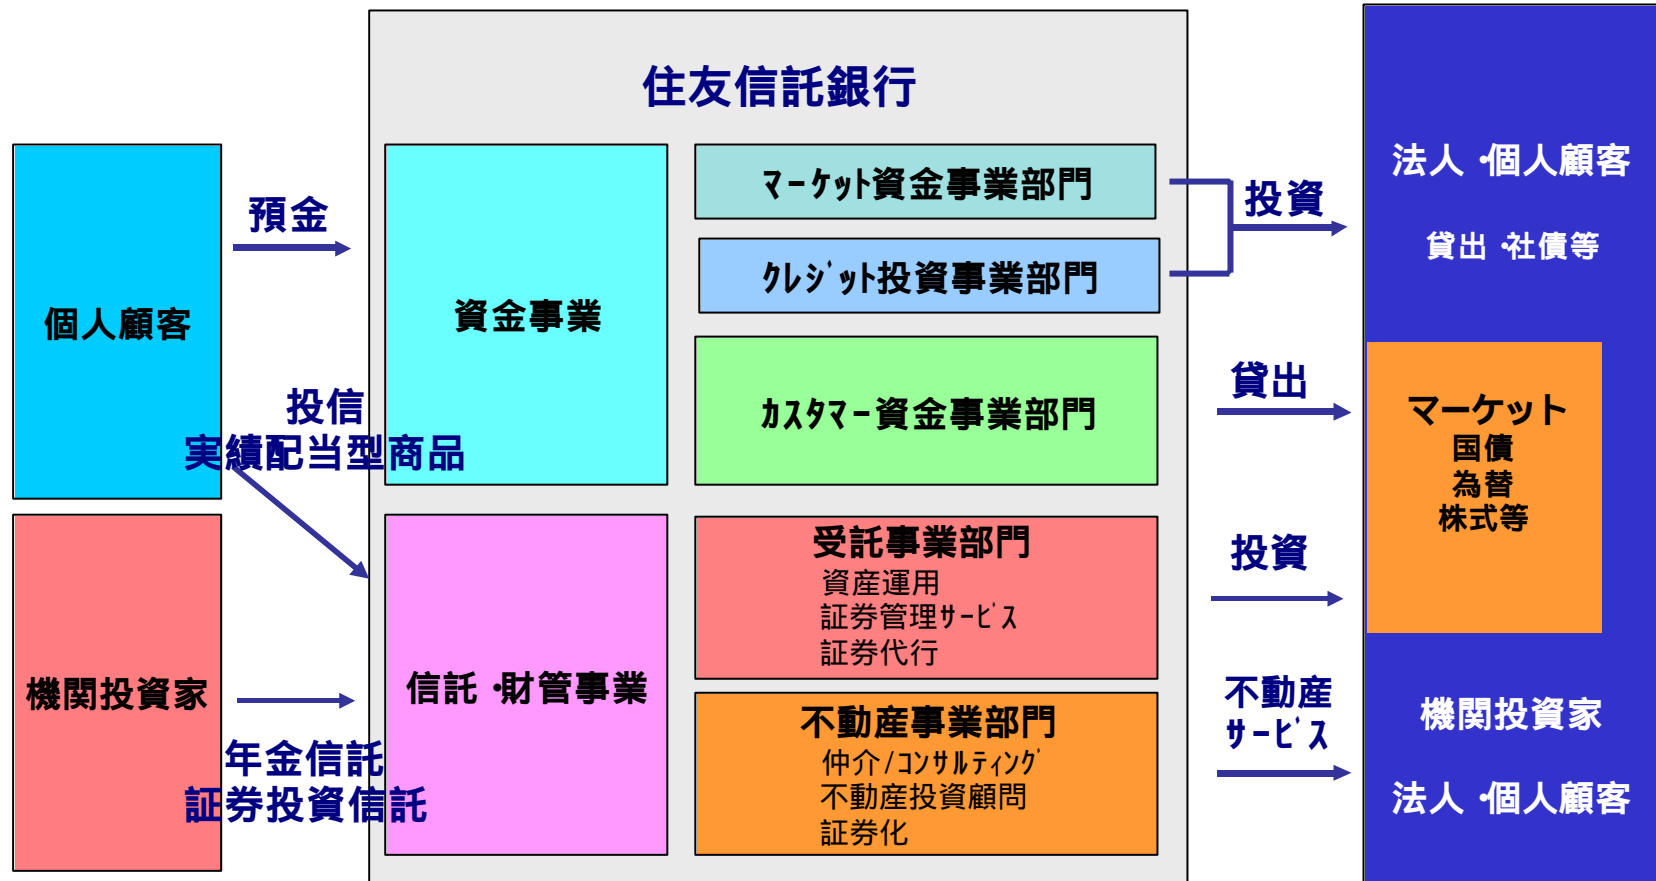 住友信託銀行
個人顧客
機関投資家
預金
投信
実績配当型商品
年金信託
証券投資信託
資金事業
信託・財管事業
ﾏｰｹｯﾄ資金事業部門
ｸﾚｼﾞｯﾄ投資事業部門
ｶｽﾀﾏｰ資金事業部門
受託事業部門
資産運用
証券管理ｻｰﾋﾞｽ
証券代行
不動産事業部門
仲介/ｺﾝｻﾙﾃｨﾝｸﾞ
不動産投資顧問
証券化
投資
貸出
投資
不動産
ｻｰﾋﾞｽ
法人・個人顧客
貸出・社債等
マーケット
国債
為替
株式等
機関投資家
法人・個人顧客